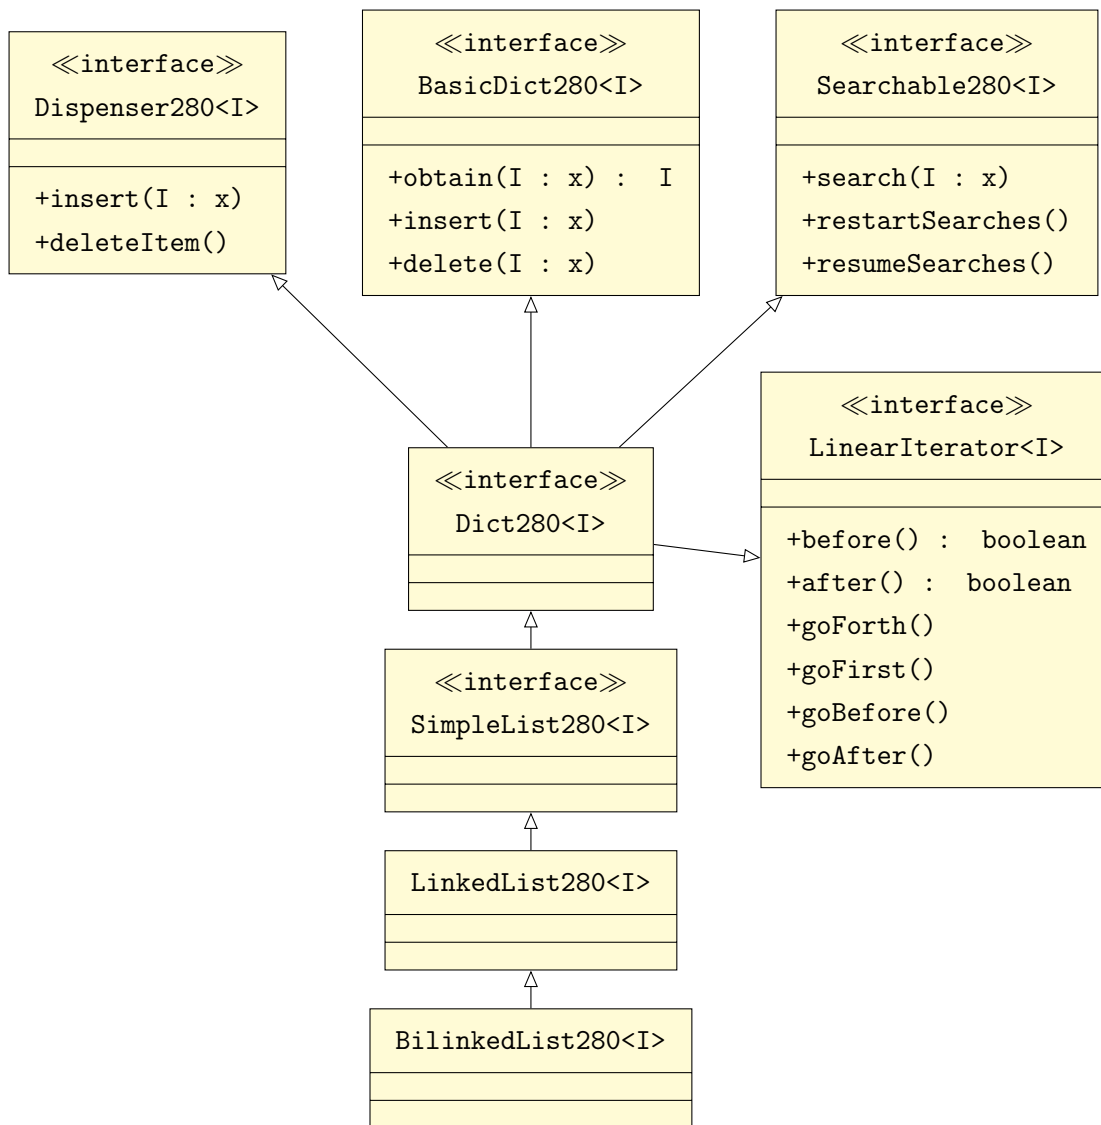 ≪interface≫
Dispenser280<I>
+insert(I : x)
+deleteItem()
≪interface≫
BasicDict280<I>
+obtain(I : x) : I
+insert(I : x)
+delete(I : x)
≪interface≫
Searchable280<I>
+search(I : x)
+restartSearches()
+resumeSearches()
≪interface≫
LinearIterator<I>
+before() : boolean
+after() : boolean
+goForth()
+goFirst()
+goBefore()
+goAfter()
≪interface≫
Dict280<I>
≪interface≫
SimpleList280<I>
LinkedList280<I>
BilinkedList280<I>